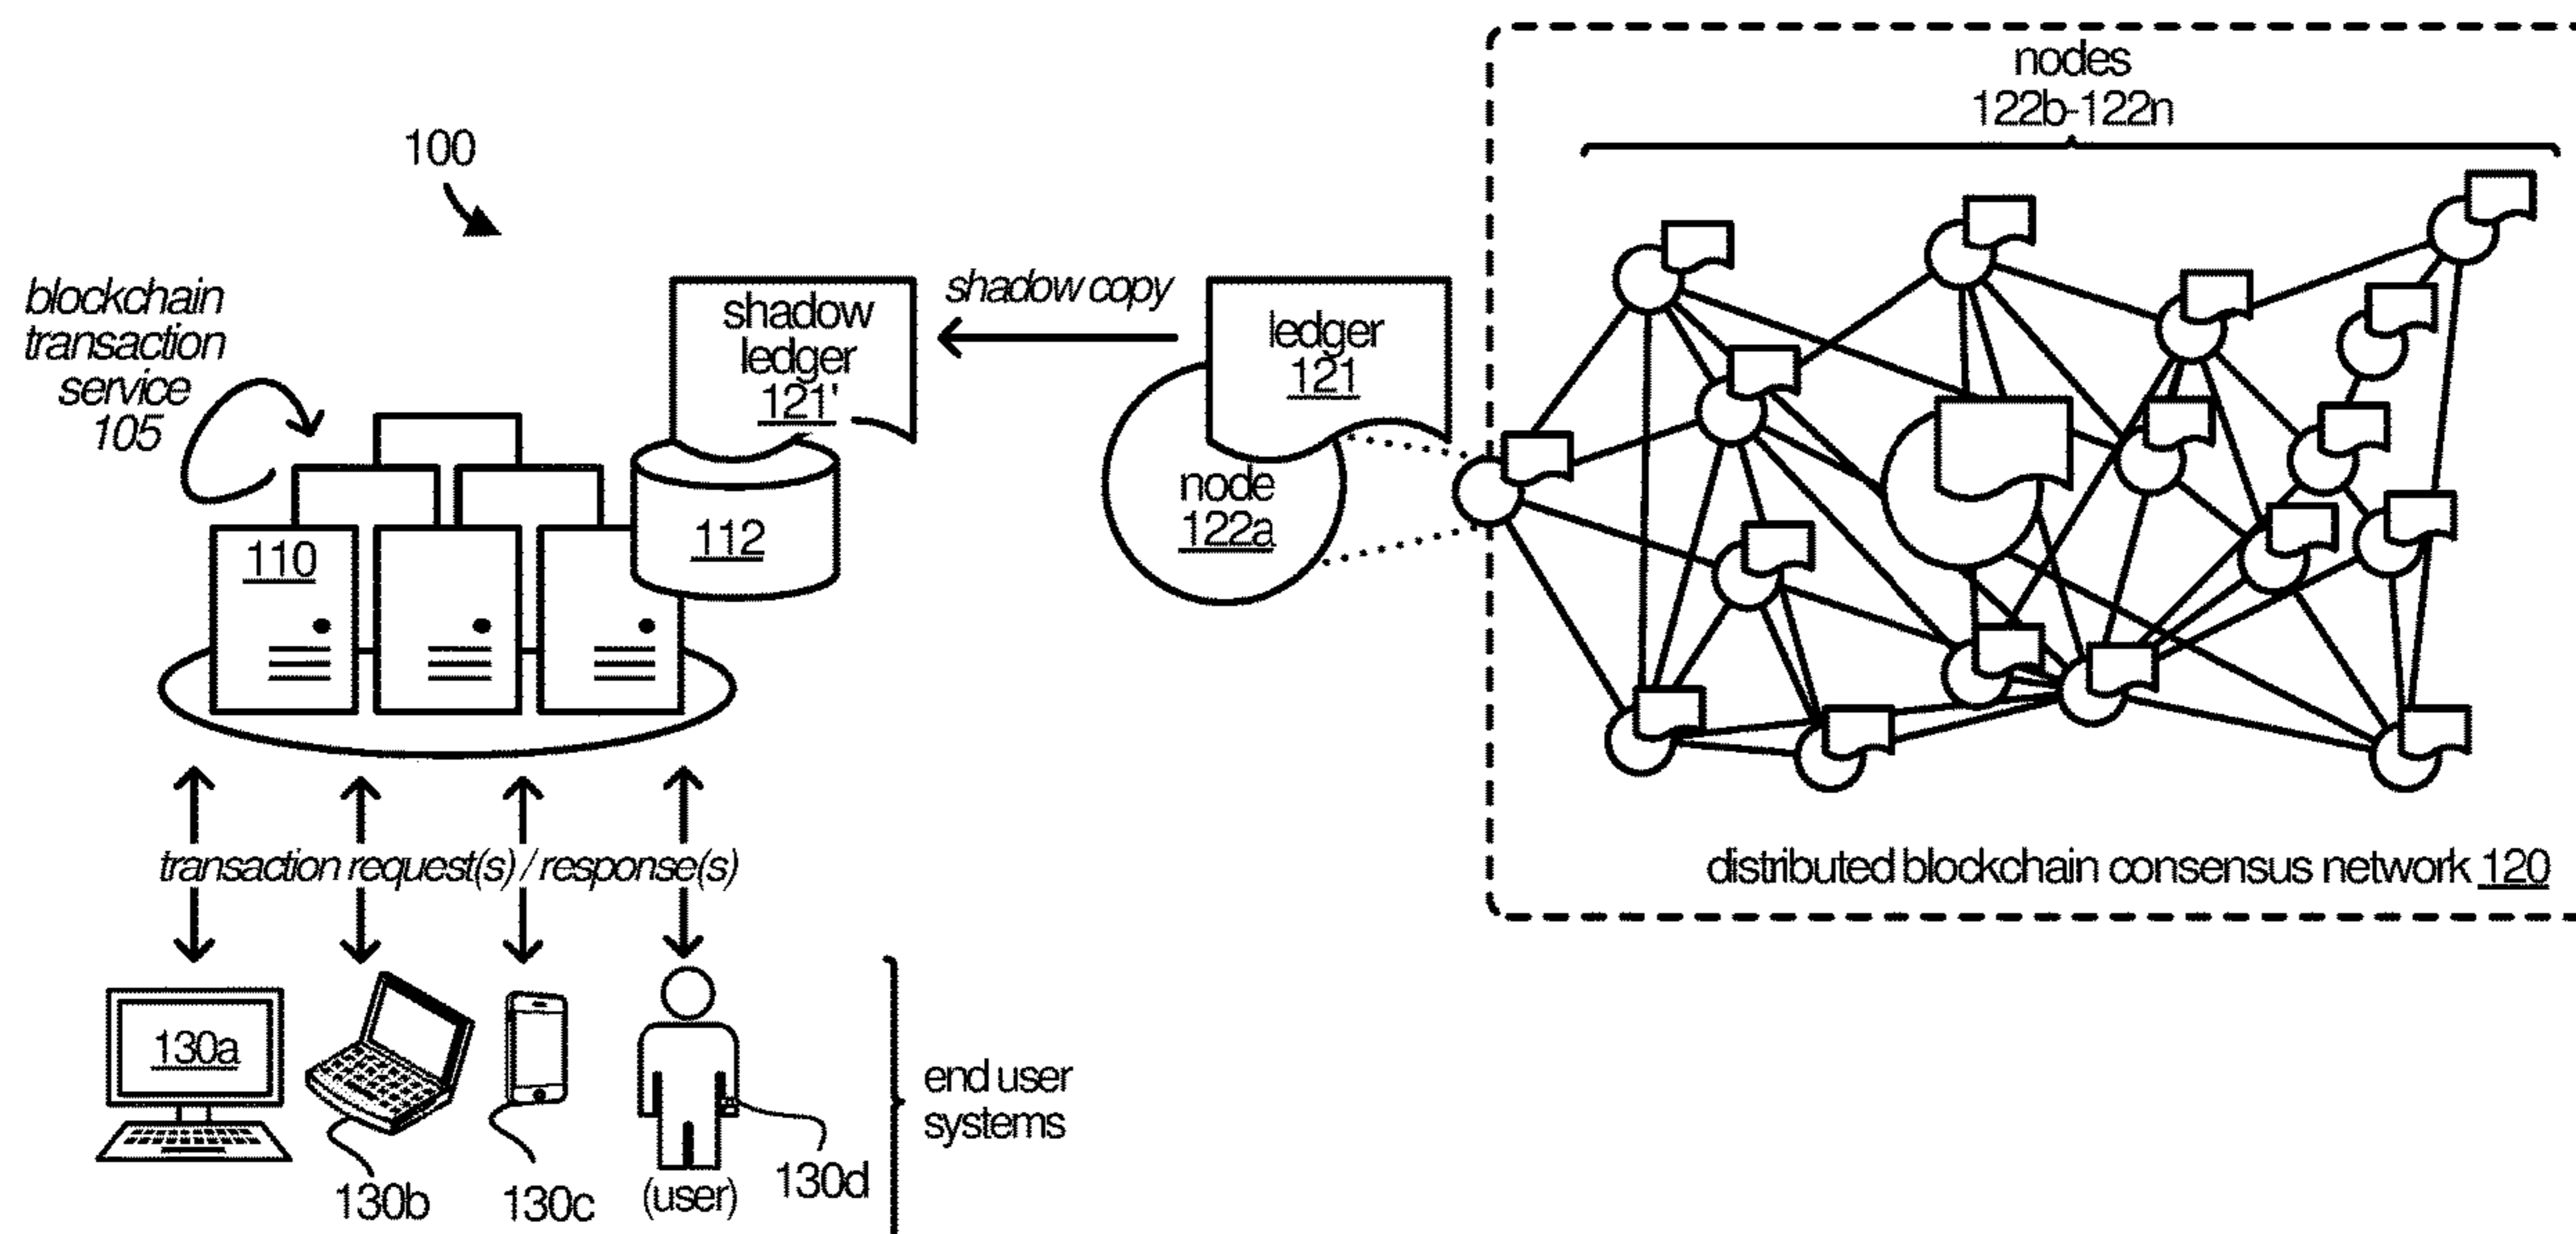 nodes
122b-122n
100
blockchain
transaction
service
105
shadow
ledger
121'
shadow copy
ledger
121
node
122a
110
112
transaction request(s) / response(s)
distributed blockchain consensus network 120
130a
130b
130c
(user)
130d
end user
systems